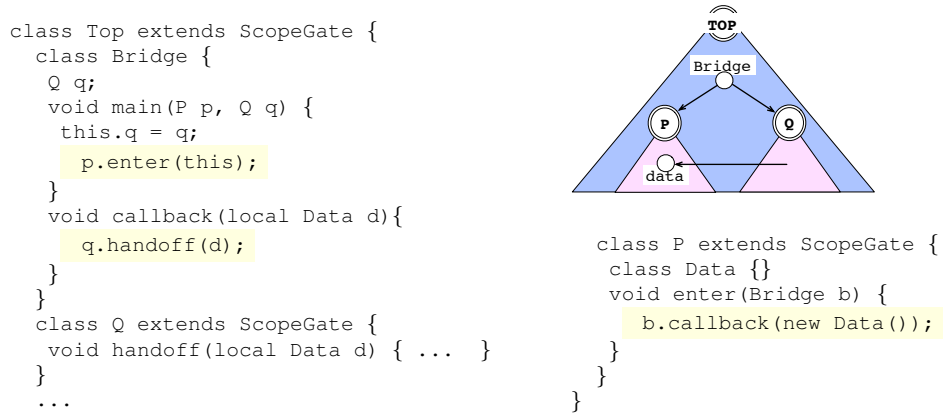 class Top extends ScopeGate {
class Bridge {
Q q;
void main(P p, Q q) {
this.q = q;
p.enter(this);
}
void callback(local Data d){
q.handoff(d);
}
}
class Q extends ScopeGate {
void handoff(local Data d) { ... }
}
...
TOP
Bridge
P
Q
data
class P extends ScopeGate {
class Data {}
void enter(Bridge b) {
b.callback(new Data());
}
}
}